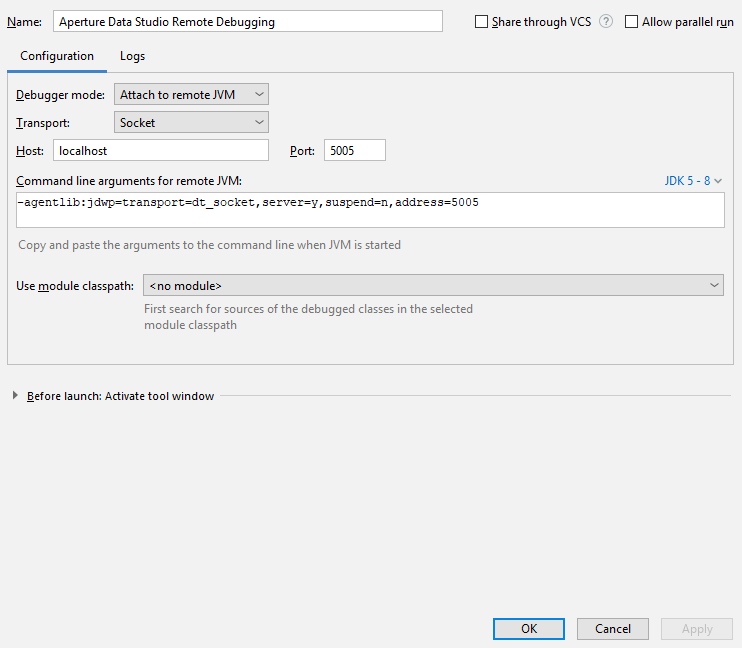 Name: Aperture Data Studio Remote Debugging Share through VCS ? Allow parallel run
Configuration Logs
Debugger mode: Attach to remote JVM
Transport: Socket
Host: localhost Port: 5005
Command line arguments for remote JVM: JDK 5 - 8
-agentlib:jdwp=transport=dt_socket,server=y,suspend=n,address=5005
Copy and paste the arguments to the command line when JVM is started
Use module classpath: <no module>
First search for sources of the debugged classes in the selected
module classpath
Before launch: Activate tool window
OK Cancel Apply